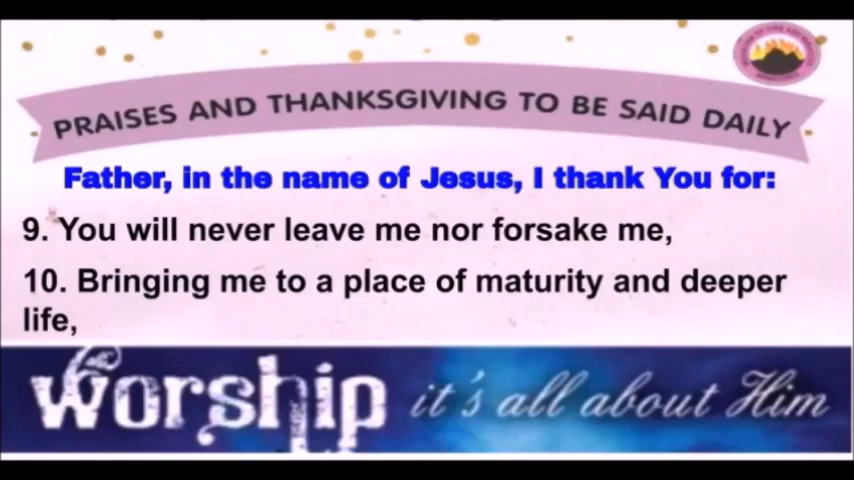 PRAISES AND THANKSGIVING TO BE SAID DAILY
Father, in the name of Jesus, I thank You for:
9. You will never leave me nor forsake me,
10. Bringing me to a place of maturity and deeper
life,
worship it's all about Him